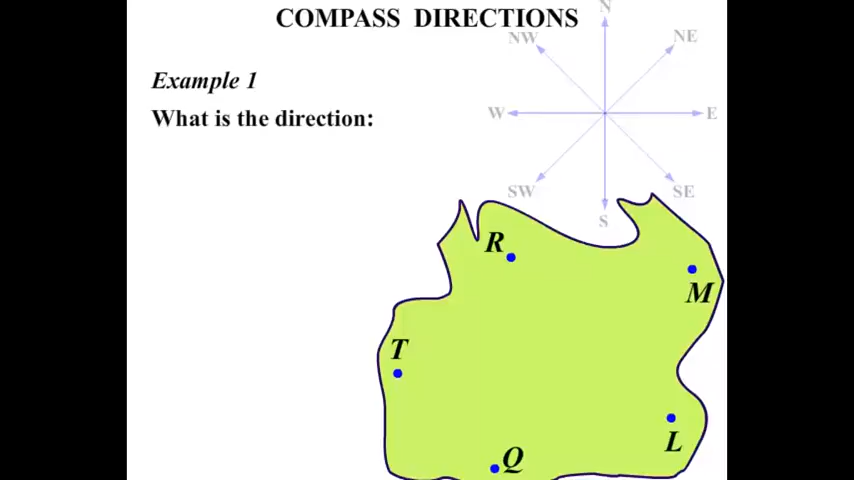 COMPASS DIRECTIONS
N
NW
NE
Example 1
What is the direction:
W
E
SW
SE
S
R
M
T
L
Q